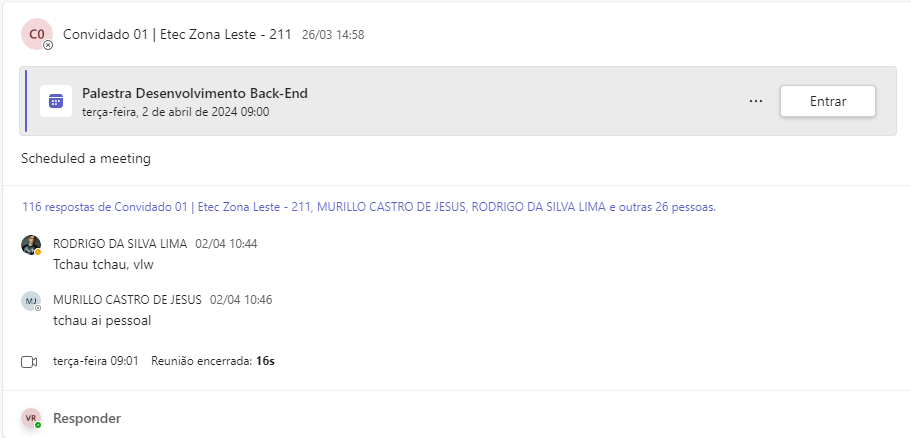 C0 Convidado 01 | Etec Zona Leste - 211 26/03 14:58
Palestra Desenvolvimento Back-End
terça-feira, 2 de abril de 2024 09:00
... Entrar
Scheduled a meeting
116 respostas de Convidado 01 | Etec Zona Leste - 211, MURILLO CASTRO DE JESUS, RODRIGO DA SILVA LIMA e outras 26 pessoas.
RODRIGO DA SILVA LIMA 02/04 10:44
Tchau tchau, vlw
MJ MURILLO CASTRO DE JESUS 02/04 10:46
tchau ai pessoal
terça-feira 09:01 Reunião encerrada: 16s
VR Responder